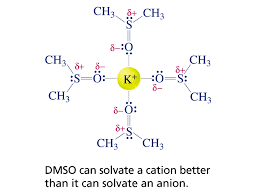 CH₃ δ+ CH₃
S
δ−:O:
CH₃ CH₃
δ+ δ− δ+
:S=O: K⁺ :O=S:
δ−
CH₃ CH₃
:O: δ−
δ+ S
CH₃ CH₃
DMSO can solvate a cation better
than it can solvate an anion.